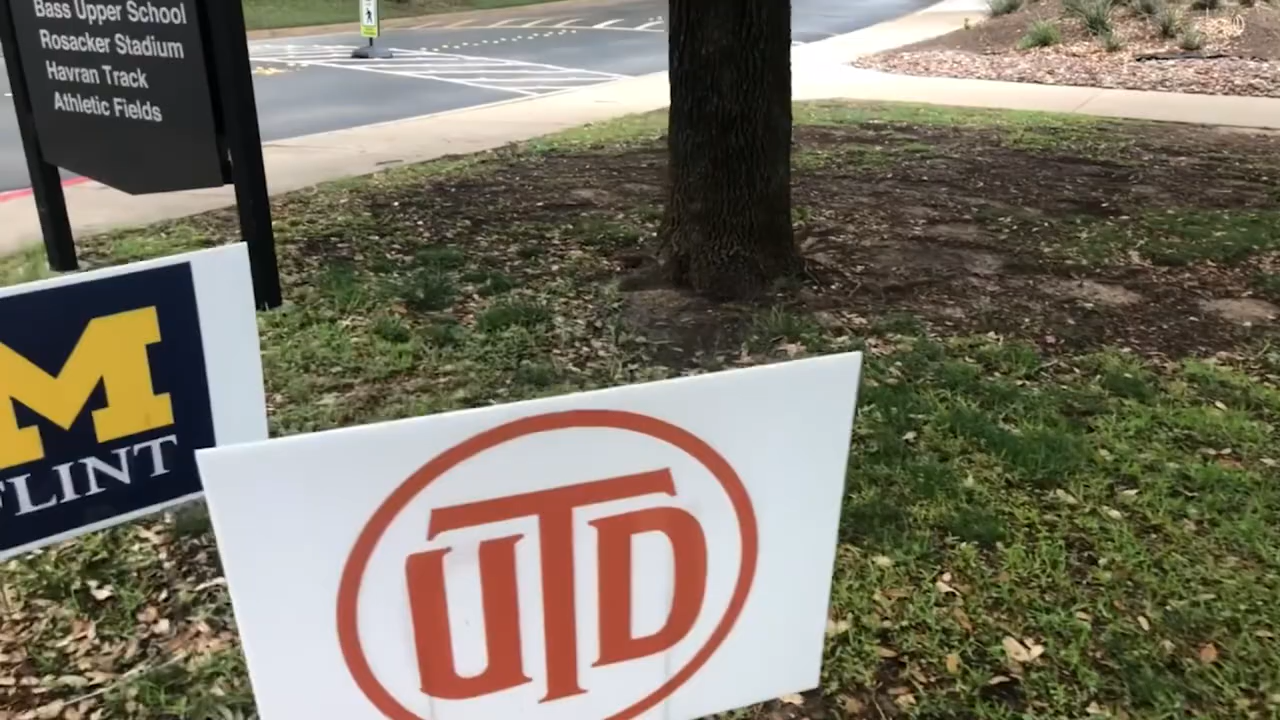 Bass Upper School
Rosacker Stadium
Havran Track
Athletic Fields
M
FLINT
UTD